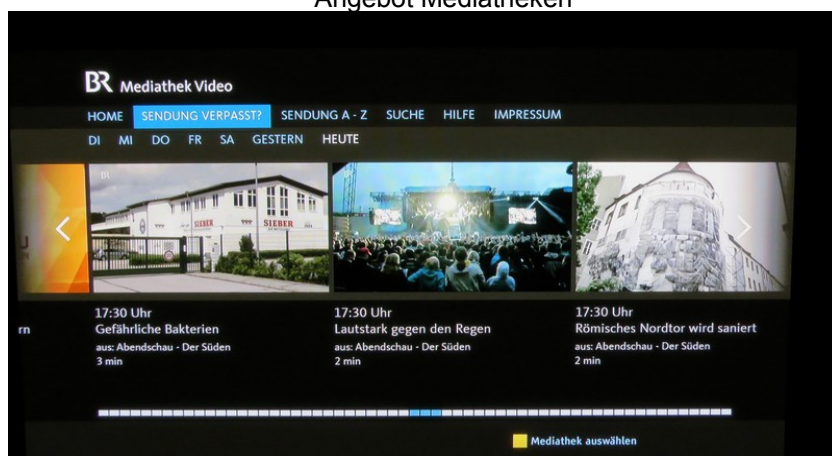 Angebot Mediatheken
BR Mediathek Video
HOME SENDUNG VERPASST? SENDUNG A - Z SUCHE HILFE IMPRESSUM
DI MI DO FR SA GESTERN HEUTE
BR
SIEBER
SIEBER
17:30 Uhr
Gefährliche Bakterien
aus: Abendschau - Der Süden
3 min
17:30 Uhr
Lautstark gegen den Regen
aus: Abendschau - Der Süden
2 min
17:30 Uhr
Römisches Nordtor wird saniert
aus: Abendschau - Der Süden
2 min
rn
Mediathek auswählen